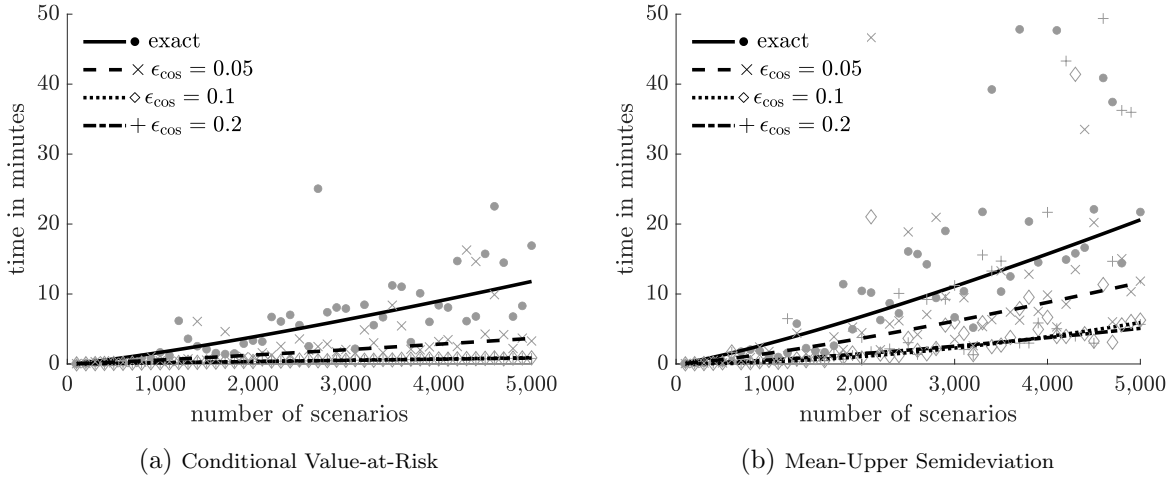 50
40
30
20
10
0
time in minutes
exact
ϵcos = 0.05
ϵcos = 0.1
ϵcos = 0.2
0 1,000 2,000 3,000 4,000 5,000
number of scenarios
(a) Conditional Value-at-Risk
50
40
30
20
10
0
time in minutes
exact
ϵcos = 0.05
ϵcos = 0.1
ϵcos = 0.2
0 1,000 2,000 3,000 4,000 5,000
number of scenarios
(b) Mean-Upper Semideviation